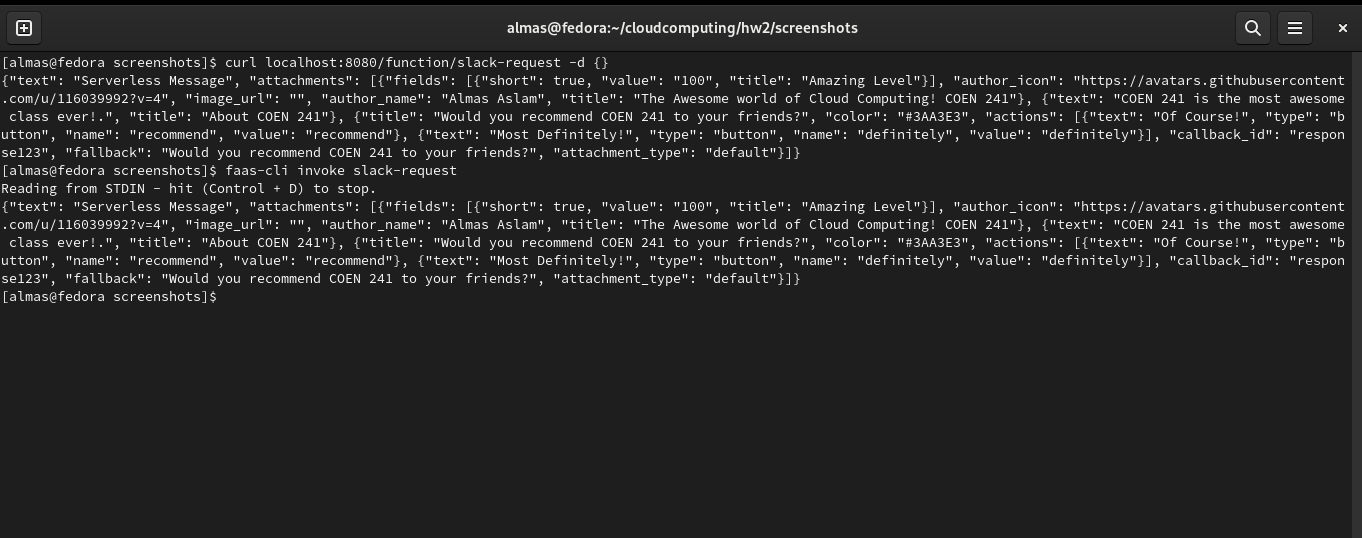 almas@fedora:~/cloudcomputing/hw2/screenshots
[almas@fedora screenshots]$ curl localhost:8080/function/slack-request -d {}
{"text": "Serverless Message", "attachments": [{"fields": [{"short": true, "value": "100", "title": "Amazing Level"}], "author_icon": "https://avatars.githubusercontent
.com/u/116039992?v=4", "image_url": "", "author_name": "Almas Aslam", "title": "The Awesome world of Cloud Computing! COEN 241"}, {"text": "COEN 241 is the most awesome
 class ever!.", "title": "About COEN 241"}, {"title": "Would you recommend COEN 241 to your friends?", "color": "#3AA3E3", "actions": [{"text": "Of Course!", "type": "b
utton", "name": "recommend", "value": "recommend"}, {"text": "Most Definitely!", "type": "button", "name": "definitely", "value": "definitely"}], "callback_id": "respon
se123", "fallback": "Would you recommend COEN 241 to your friends?", "attachment_type": "default"}]}
[almas@fedora screenshots]$ faas-cli invoke slack-request
Reading from STDIN - hit (Control + D) to stop.
{"text": "Serverless Message", "attachments": [{"fields": [{"short": true, "value": "100", "title": "Amazing Level"}], "author_icon": "https://avatars.githubusercontent
.com/u/116039992?v=4", "image_url": "", "author_name": "Almas Aslam", "title": "The Awesome world of Cloud Computing! COEN 241"}, {"text": "COEN 241 is the most awesome
 class ever!.", "title": "About COEN 241"}, {"title": "Would you recommend COEN 241 to your friends?", "color": "#3AA3E3", "actions": [{"text": "Of Course!", "type": "b
utton", "name": "recommend", "value": "recommend"}, {"text": "Most Definitely!", "type": "button", "name": "definitely", "value": "definitely"}], "callback_id": "respon
se123", "fallback": "Would you recommend COEN 241 to your friends?", "attachment_type": "default"}]}
[almas@fedora screenshots]$